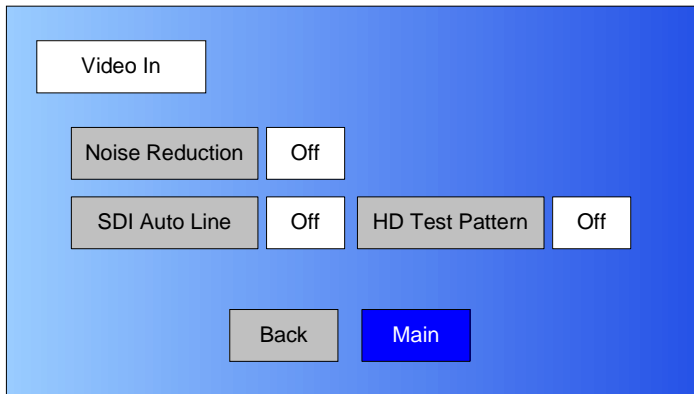 Video In
Noise Reduction Off
SDI Auto Line Off HD Test Pattern Off
Back Main